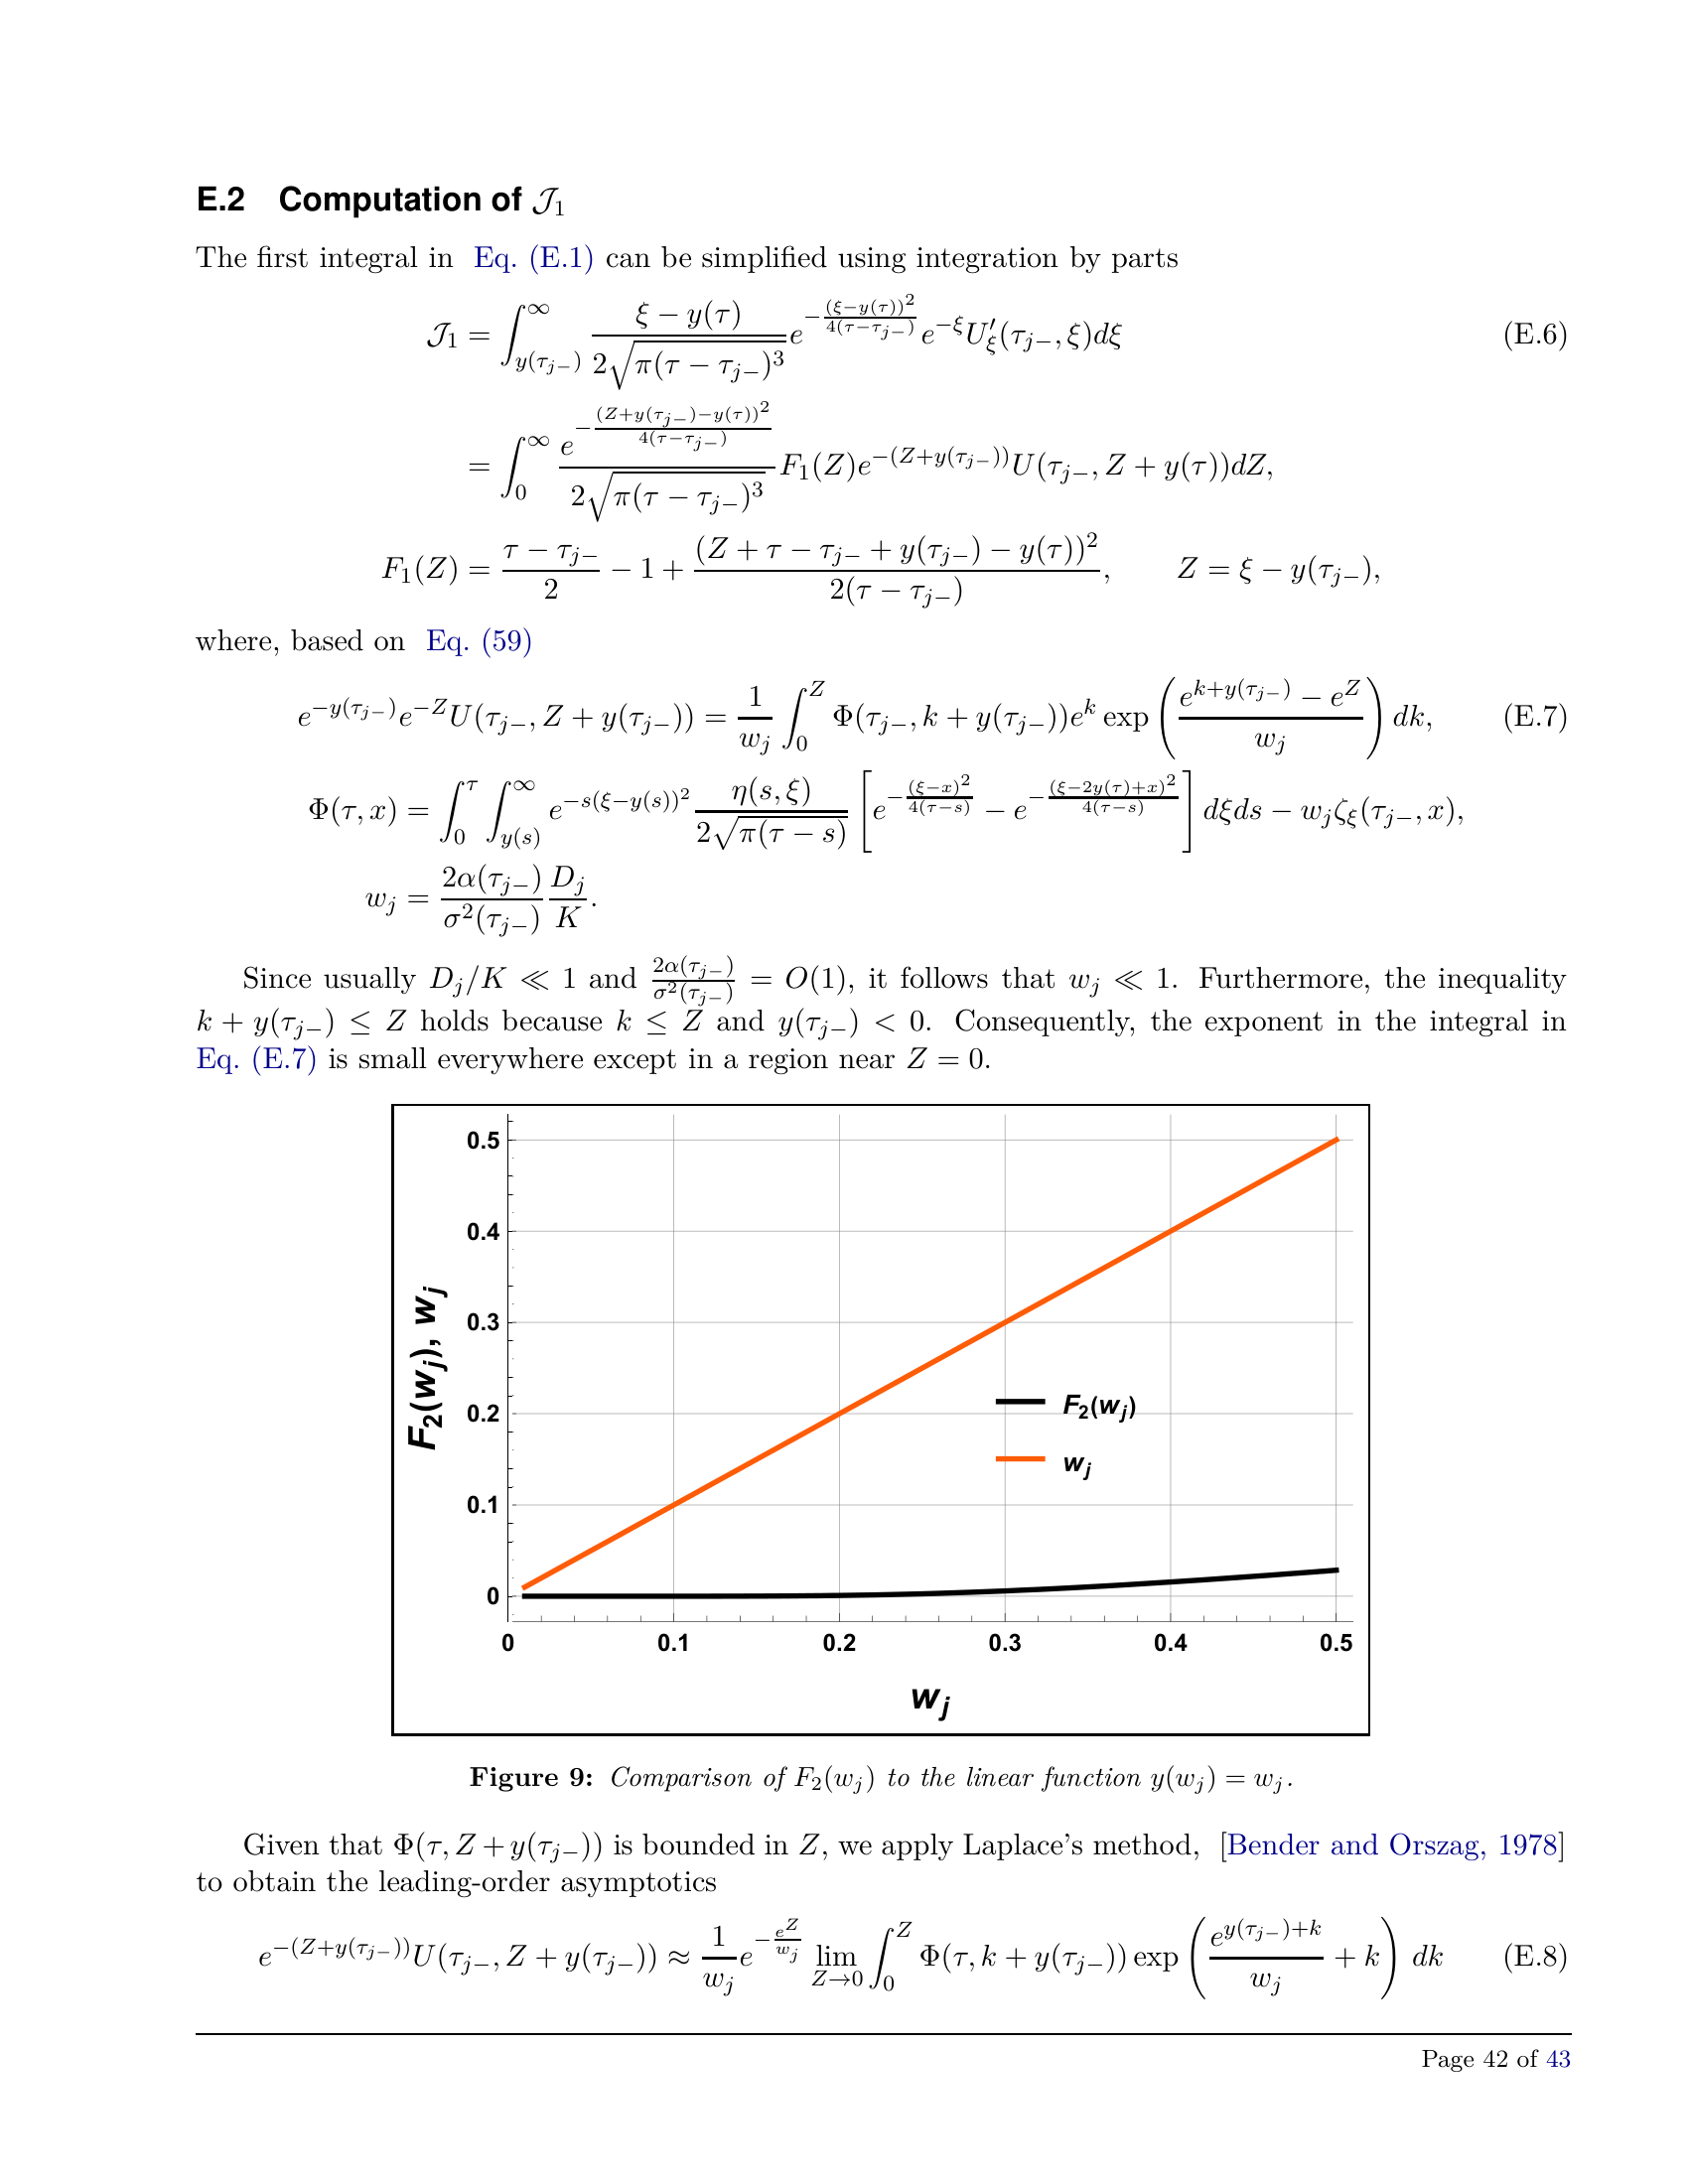 E.2 Computation of 𝒥₁
The first integral in Eq. (E.1) can be simplified using integration by parts
$\mathcal{J}_1 = \int_{y(\tau_{j-})}^{\infty} \frac{\xi - y(\tau)}{2\sqrt{\pi(\tau - \tau_{j-})^3}} e^{-\frac{(\xi - y(\tau))^2}{4(\tau - \tau_{j-})}} e^{-\xi} U'_{\xi}(\tau_{j-}, \xi) d\xi$ (E.6)
$= \int_0^{\infty} \frac{e^{-\frac{(Z + y(\tau_{j-}) - y(\tau))^2}{4(\tau - \tau_{j-})}}}{2\sqrt{\pi(\tau - \tau_{j-})^3}} F_1(Z) e^{-(Z + y(\tau_{j-}))} U(\tau_{j-}, Z + y(\tau)) dZ,$
$F_1(Z) = \frac{\tau - \tau_{j-}}{2} - 1 + \frac{(Z + \tau - \tau_{j-} + y(\tau_{j-}) - y(\tau))^2}{2(\tau - \tau_{j-})}, \quad Z = \xi - y(\tau_{j-}),$
where, based on Eq. (59)
$e^{-y(\tau_{j-})} e^{-Z} U(\tau_{j-}, Z + y(\tau_{j-})) = \frac{1}{w_j} \int_0^Z \Phi(\tau_{j-}, k + y(\tau_{j-})) e^k \exp\left(\frac{e^{k + y(\tau_{j-})} - e^Z}{w_j}\right) dk,$ (E.7)
$\Phi(\tau, x) = \int_0^{\tau} \int_{y(s)}^{\infty} e^{-s(\xi - y(s))^2} \frac{\eta(s, \xi)}{2\sqrt{\pi(\tau - s)}} \left[ e^{-\frac{(\xi - x)^2}{4(\tau - s)}} - e^{-\frac{(\xi - 2y(\tau) + x)^2}{4(\tau - s)}} \right] d\xi ds - w_j \zeta_{\xi}(\tau_{j-}, x),$
$w_j = \frac{2\alpha(\tau_{j-})}{\sigma^2(\tau_{j-})} \frac{D_j}{K}.$
Since usually $D_j/K \ll 1$ and $\frac{2\alpha(\tau_{j-})}{\sigma^2(\tau_{j-})} = O(1)$, it follows that $w_j \ll 1$. Furthermore, the inequality
$k + y(\tau_{j-}) \leq Z$ holds because $k \leq Z$ and $y(\tau_{j-}) < 0$. Consequently, the exponent in the integral in
Eq. (E.7) is small everywhere except in a region near $Z = 0$.
0.5
0.4
0.3
0.2
0.1
0
$F_2(w_j), w_j$
$F_2(w_j)$
$w_j$
0 0.1 0.2 0.3 0.4 0.5
$w_j$
Figure 9: Comparison of $F_2(w_j)$ to the linear function $y(w_j) = w_j$.
Given that $\Phi(\tau, Z + y(\tau_{j-}))$ is bounded in $Z$, we apply Laplace's method, [Bender and Orszag, 1978]
to obtain the leading-order asymptotics
$e^{-(Z + y(\tau_{j-}))} U(\tau_{j-}, Z + y(\tau_{j-})) \approx \frac{1}{w_j} e^{-\frac{e^Z}{w_j}} \lim_{Z \to 0} \int_0^Z \Phi(\tau, k + y(\tau_{j-})) \exp\left(\frac{e^{y(\tau_{j-}) + k}}{w_j} + k\right) dk$ (E.8)
Page 42 of 43